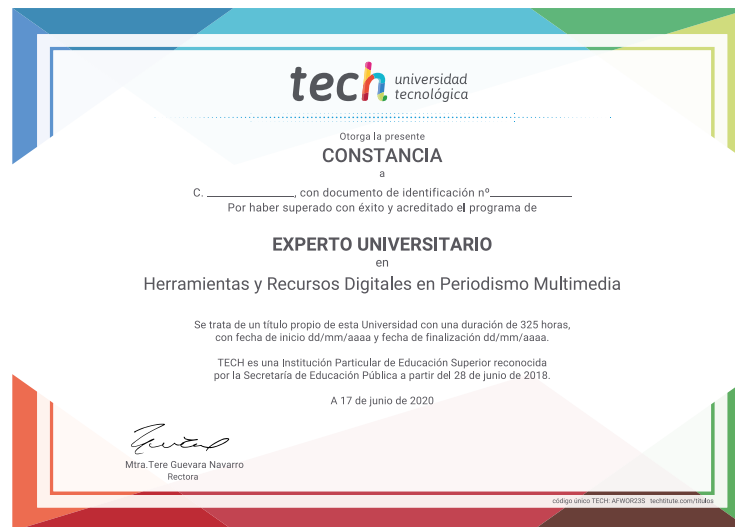 tech universidad
tecnológica
Otorga la presente
CONSTANCIA
a
C. ______________, con documento de identificación nº______________
Por haber superado con éxito y acreditado el programa de
EXPERTO UNIVERSITARIO
en
Herramientas y Recursos Digitales en Periodismo Multimedia
Se trata de un título propio de esta Universidad con una duración de 325 horas,
con fecha de inicio dd/mm/aaaa y fecha de finalización dd/mm/aaaa.
TECH es una Institución Particular de Educación Superior reconocida
por la Secretaría de Educación Pública a partir del 28 de junio de 2018.
A 17 de junio de 2020
Mtra.Tere Guevara Navarro
Rectora
código único TECH: AFWOR23S techtitute.com/títulos